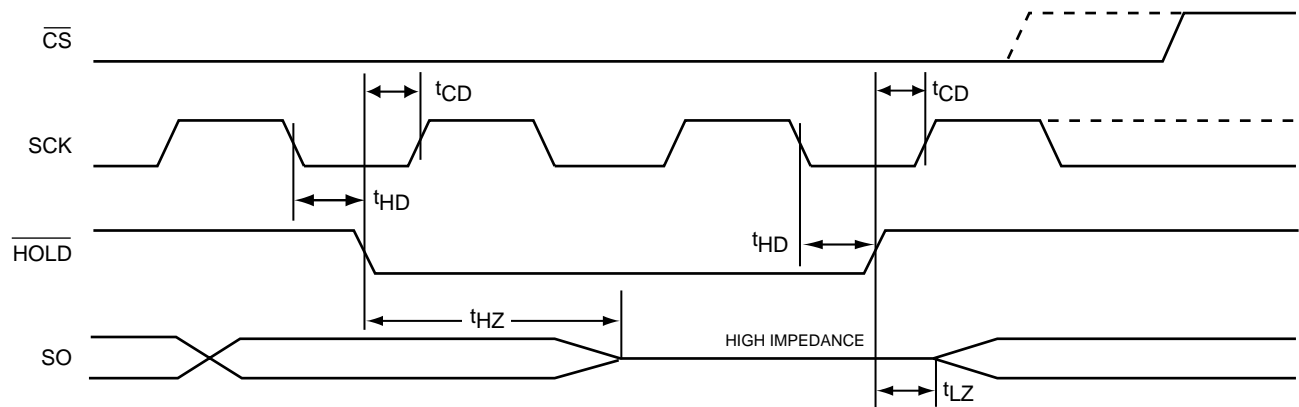 CS
tCD
tCD
SCK
tHD
HOLD
tHD
tHZ
HIGH IMPEDANCE
SO
tLZ